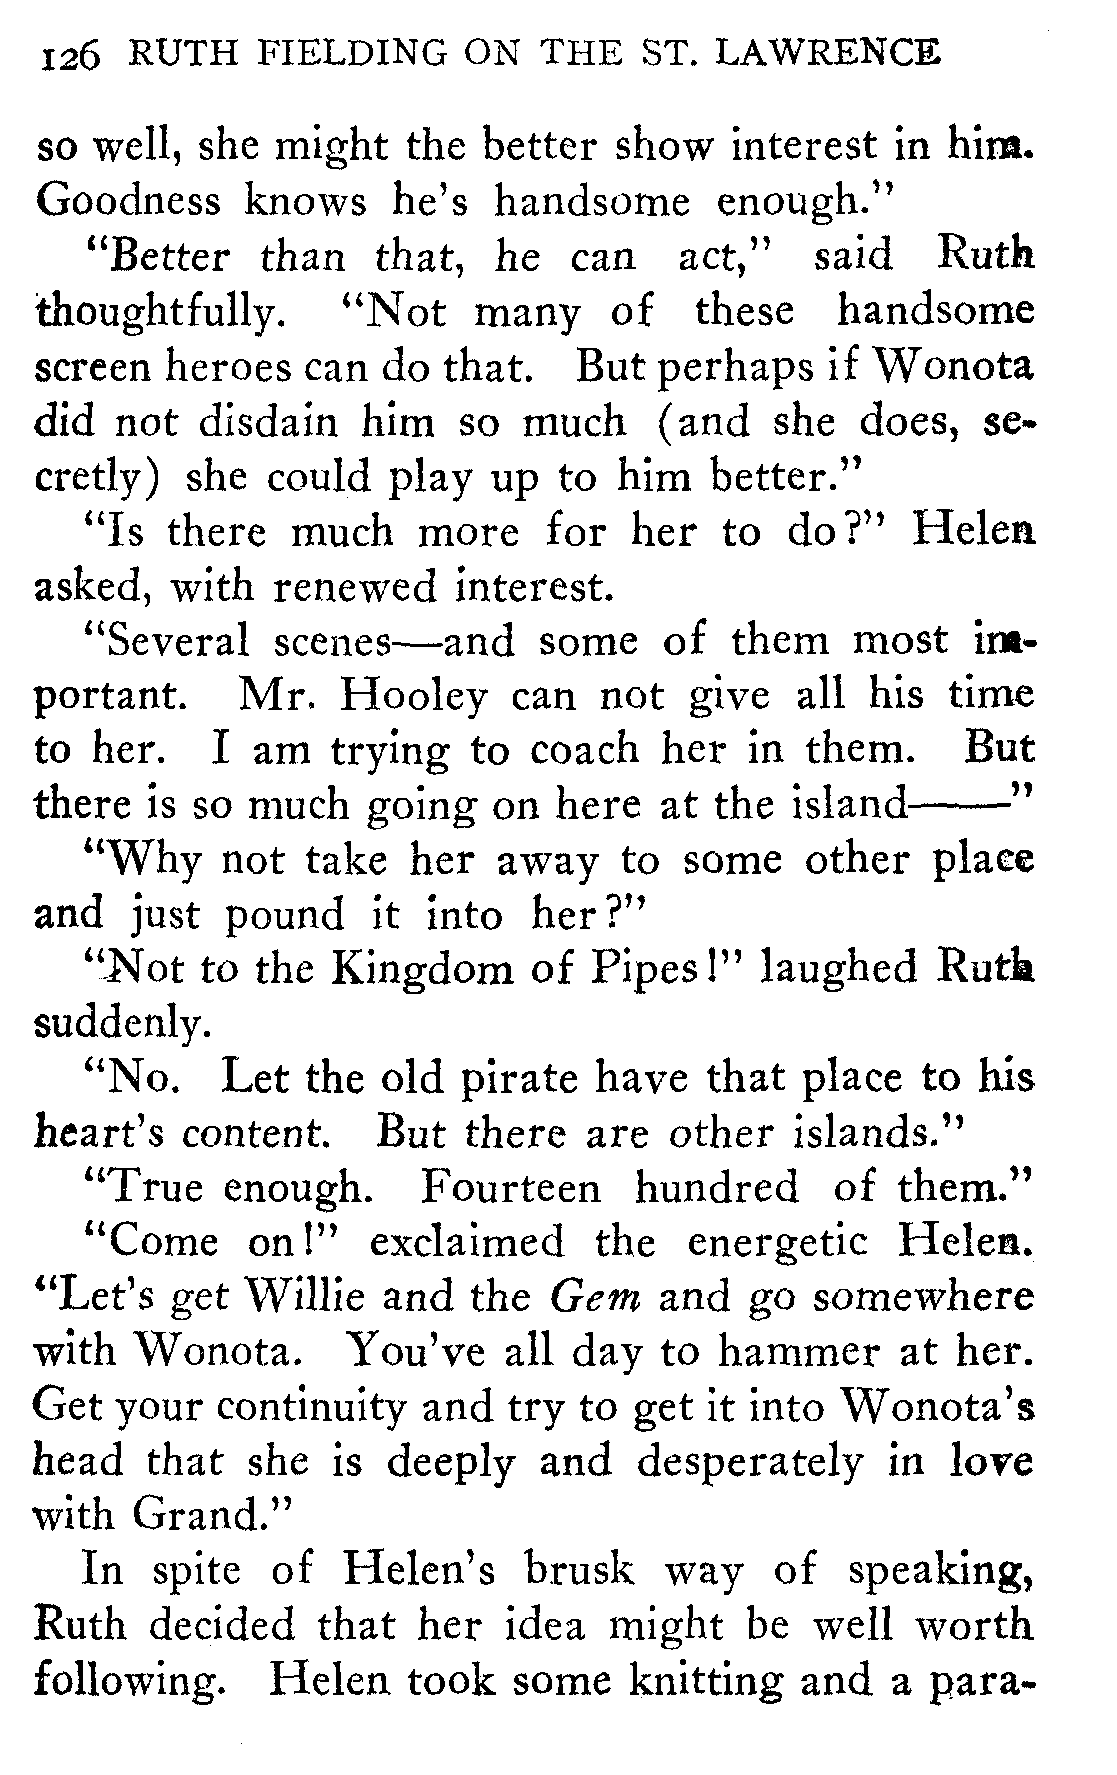 126 RUTH FIELDING ON THE ST. LAWRENCE
so well, she might the better show interest in him.
Goodness knows he's handsome enough."
"Better than that, he can act," said Ruth
thoughtfully. "Not many of these handsome
screen heroes can do that. But perhaps if Wonota
did not disdain him so much (and she does, se-
cretly) she could play up to him better."
"Is there much more for her to do?" Helen
asked, with renewed interest.
"Several scenes—and some of them most im-
portant. Mr. Hooley can not give all his time
to her. I am trying to coach her in them. But
there is so much going on here at the island——"
"Why not take her away to some other place
and just pound it into her?"
"Not to the Kingdom of Pipes!" laughed Ruth
suddenly.
"No. Let the old pirate have that place to his
heart's content. But there are other islands."
"True enough. Fourteen hundred of them."
"Come on!" exclaimed the energetic Helen.
"Let's get Willie and the Gem and go somewhere
with Wonota. You've all day to hammer at her.
Get your continuity and try to get it into Wonota's
head that she is deeply and desperately in love
with Grand."
In spite of Helen's brusk way of speaking,
Ruth decided that her idea might be well worth
following. Helen took some knitting and a para-